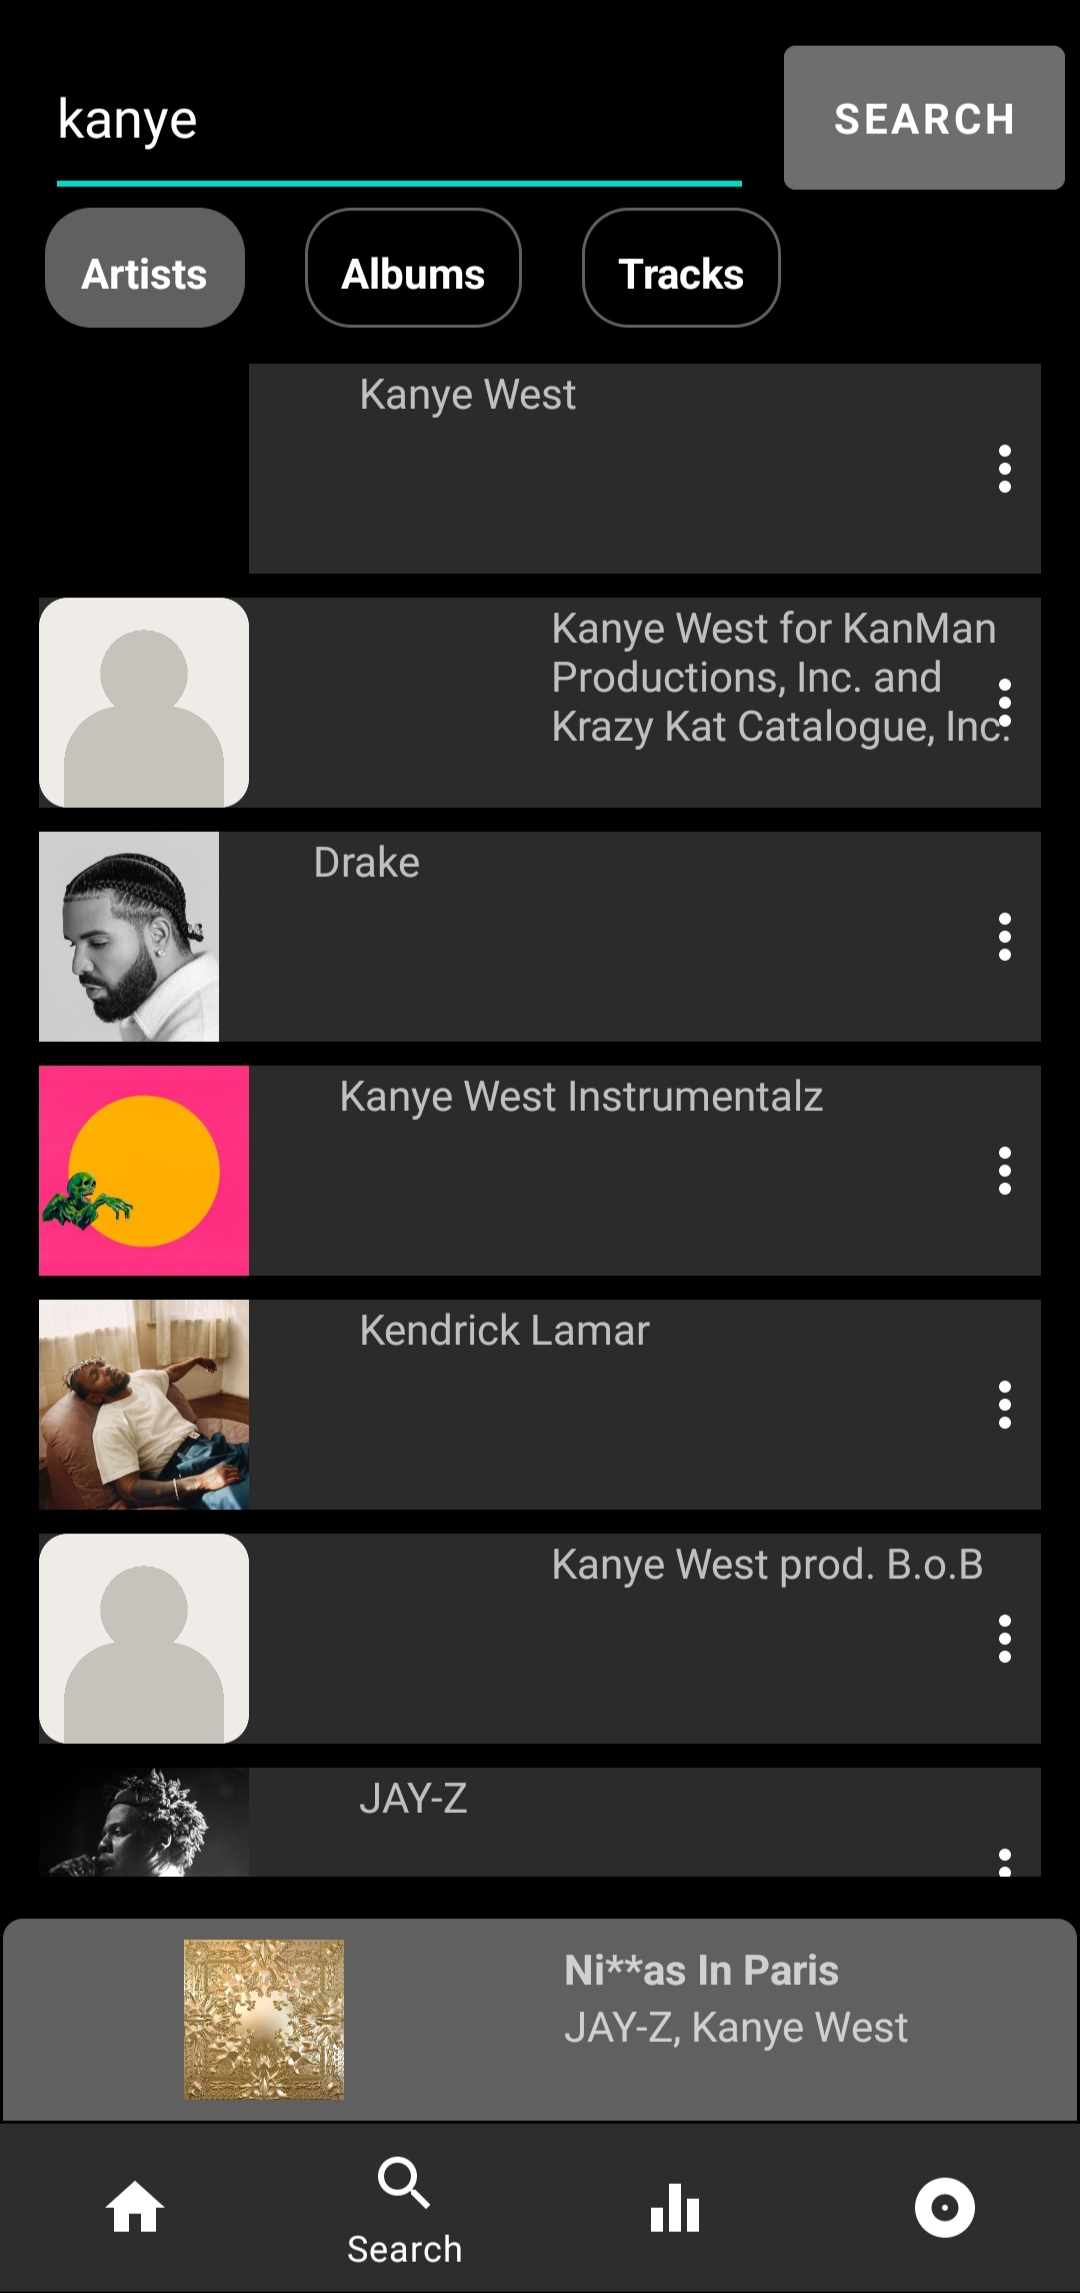 kanye
SEARCH
Artists
Albums
Tracks
Kanye West
Kanye West for KanMan
Productions, Inc. and
Krazy Kat Catalogue, Inc.
Drake
Kanye West Instrumentalz
Kendrick Lamar
Kanye West prod. B.o.B
JAY-Z
Ni**as In Paris
JAY-Z, Kanye West
Search